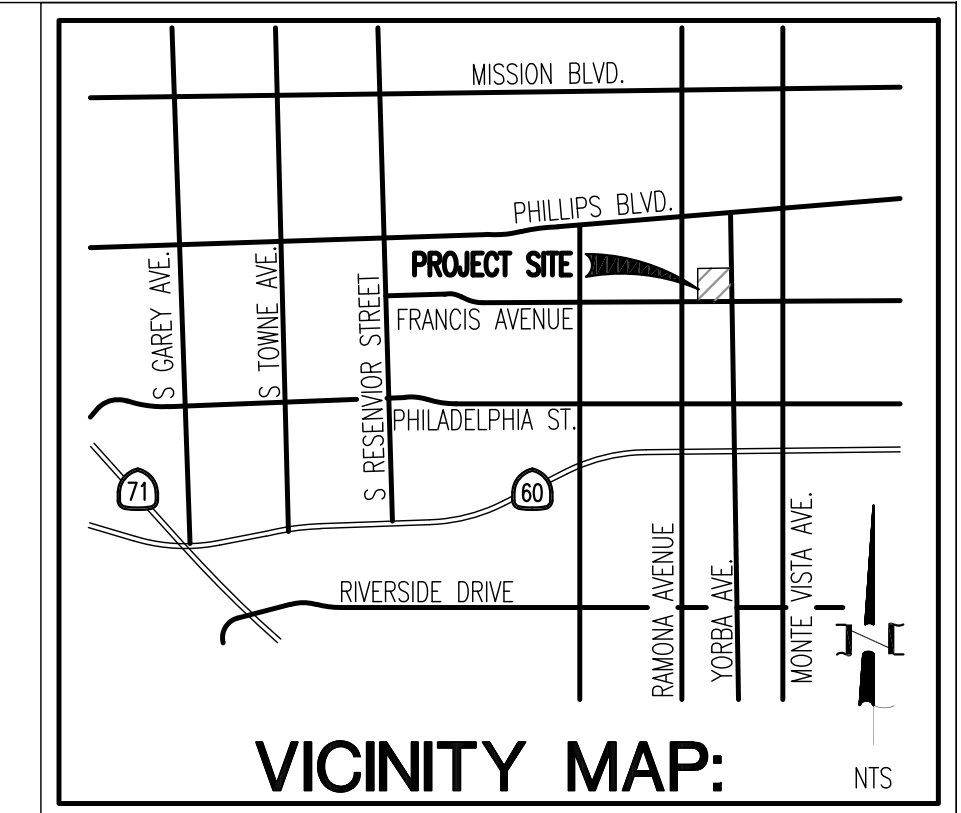 MISSION BLVD.
PHILLIPS BLVD.
PROJECT SITE
S GAREY AVE.
S TOWNE AVE.
S RESENVIOR STREET
FRANCIS AVENUE
PHILADELPHIA ST.
71
60
RIVERSIDE DRIVE
RAMONA AVENUE
YORBA AVE.
MONTE VISTA AVE.
N
VICINITY MAP:
NTS